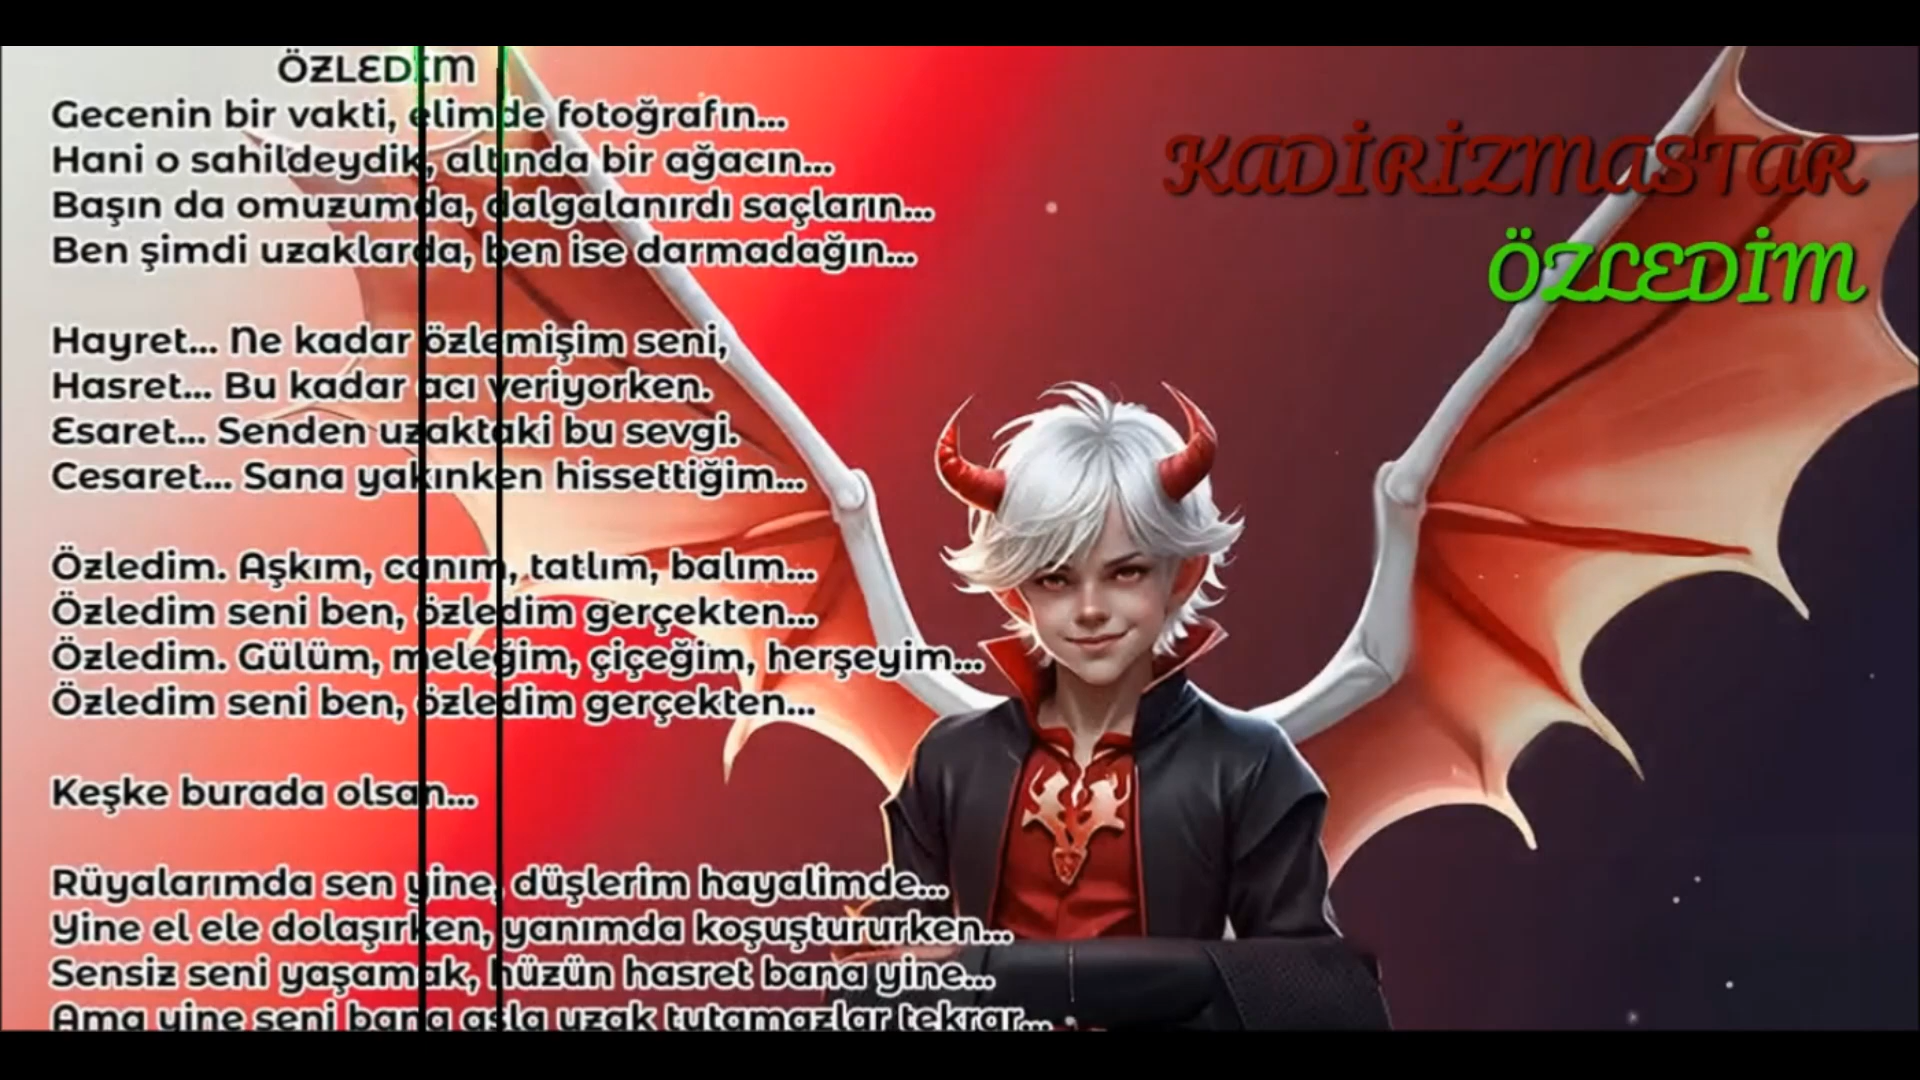 ÖZLEDİM
Gecenin bir vakti, elimde fotoğrafın...
Hani o sahildeydik, altında bir ağacın...
Başın da omuzumda, dalgalanırdı saçların...
Ben şimdi uzaklarda, ben ise darmadağın...
Hayret... Ne kadar özlemişim seni,
Hasret... Bu kadar acı veriyorken.
Esaret... Senden uzaktaki bu sevgi.
Cesaret... Sana yakınken hissettiğim...
Özledim. Aşkım, canım, tatlım, balım...
Özledim seni ben, özledim gerçekten...
Özledim. Gülüm, meleğim, çiçeğim, herşeyim...
Özledim seni ben, özledim gerçekten...
Keşke burada olsan...
Rüyalarımda sen yine, düşlerim hayalimde...
Yine el ele dolaşırken, yanımda koşuştururken...
Sensiz seni yaşamak, hüzün hasret bana yine...
Ama yine seni bana asla uzak tutamazlar tekrar...
KADİRİZMASTAR
ÖZLEDİM